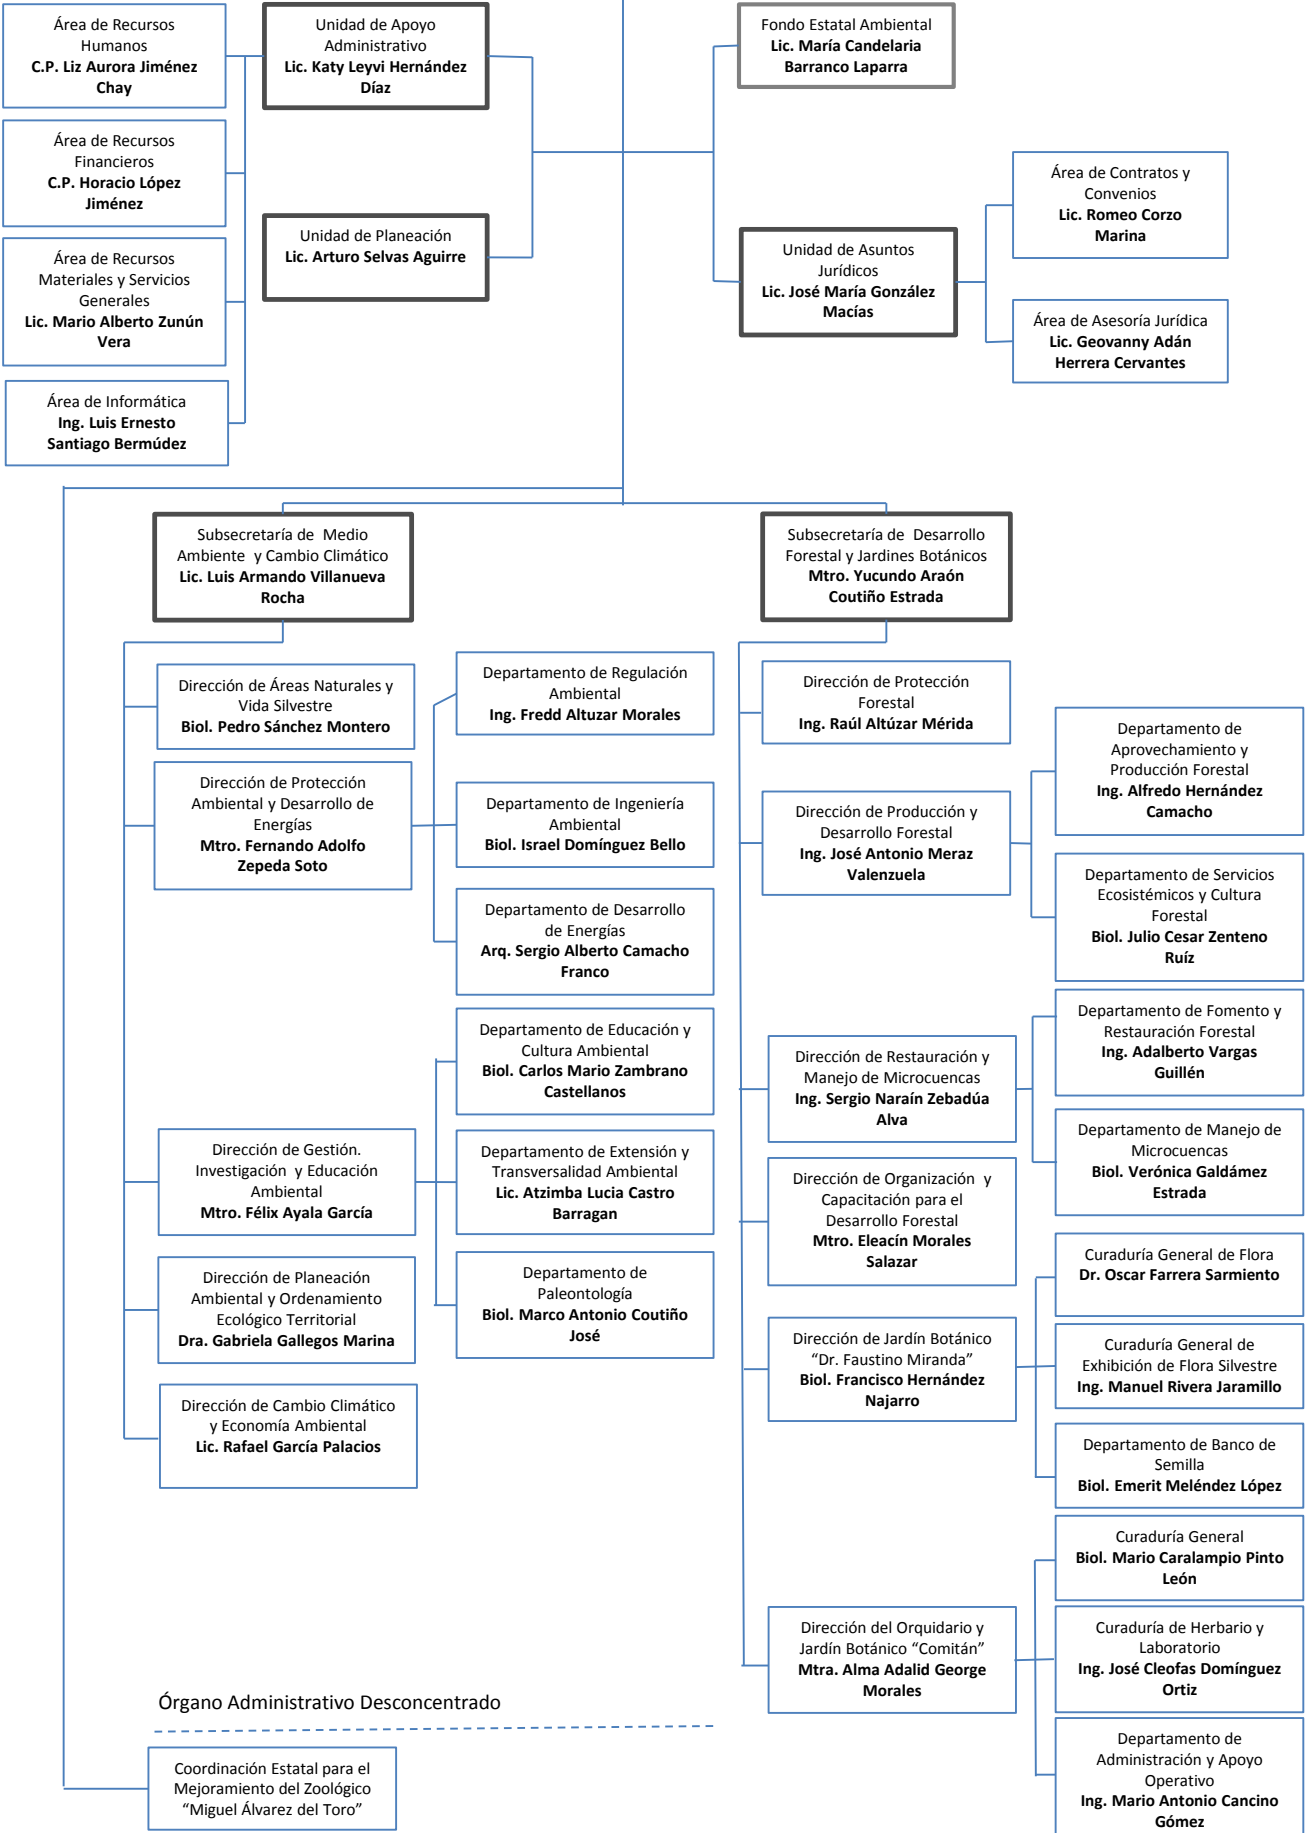 Área de Recursos
Humanos
C.P. Liz Aurora Jiménez
Chay
Unidad de Apoyo
Administrativo
Lic. Katy Leyvi Hernández
Díaz
Fondo Estatal Ambiental
Lic. María Candelaria
Barranco Laparra
Área de Recursos
Financieros
C.P. Horacio López
Jiménez
Área de Contratos y
Convenios
Lic. Romeo Corzo
Marina
Unidad de Planeación
Lic. Arturo Selvas Aguirre
Unidad de Asuntos
Jurídicos
Lic. José María González
Macías
Área de Recursos
Materiales y Servicios
Generales
Lic. Mario Alberto Zunún
Vera
Área de Asesoría Jurídica
Lic. Geovanny Adán
Herrera Cervantes
Área de Informática
Ing. Luis Ernesto
Santiago Bermúdez
Subsecretaría de  Medio
Ambiente  y Cambio Climático
Lic. Luis Armando Villanueva
Rocha
Subsecretaría de  Desarrollo
Forestal y Jardines Botánicos
Mtro. Yucundo Araón
Coutiño Estrada
Dirección de Áreas Naturales y
Vida Silvestre
Biol. Pedro Sánchez Montero
Dirección de Protección
Ambiental y Desarrollo de
Energías
Mtro. Fernando Adolfo
Zepeda Soto
Departamento de Regulación
Ambiental
Ing. Fredd Altuzar Morales
Departamento de Ingeniería
Ambiental
Biol. Israel Domínguez Bello
Departamento de Desarrollo
de Energías
Arq. Sergio Alberto Camacho
Franco
Dirección de Gestión.
Investigación  y Educación
Ambiental
Mtro. Félix Ayala García
Departamento de Educación y
Cultura Ambiental
Biol. Carlos Mario Zambrano
Castellanos
Departamento de Extensión y
Transversalidad Ambiental
Lic. Atzimba Lucia Castro
Barragan
Departamento de
Paleontología
Biol. Marco Antonio Coutiño
José
Dirección de Planeación
Ambiental y Ordenamiento
Ecológico Territorial
Dra. Gabriela Gallegos Marina
Dirección de Cambio Climático
y Economía Ambiental
Lic. Rafael García Palacios
Dirección de Protección
Forestal
Ing. Raúl Altúzar Mérida
Dirección de Producción y
Desarrollo Forestal
Ing. José Antonio Meraz
Valenzuela
Departamento de
Aprovechamiento y
Producción Forestal
Ing. Alfredo Hernández
Camacho
Departamento de Servicios
Ecosistémicos y Cultura
Forestal
Biol. Julio Cesar Zenteno
Ruíz
Dirección de Restauración y
Manejo de Microcuencas
Ing. Sergio Naraín Zebadúa
Alva
Departamento de Fomento y
Restauración Forestal
Ing. Adalberto Vargas
Guillén
Departamento de Manejo de
Microcuencas
Biol. Verónica Galdámez
Estrada
Dirección de Organización  y
Capacitación para el
Desarrollo Forestal
Mtro. Eleacín Morales
Salazar
Dirección de Jardín Botánico
“Dr. Faustino Miranda”
Biol. Francisco Hernández
Najarro
Curaduría General de Flora
Dr. Oscar Farrera Sarmiento
Curaduría General de
Exhibición de Flora Silvestre
Ing. Manuel Rivera Jaramillo
Departamento de Banco de
Semilla
Biol. Emerit Meléndez López
Dirección del Orquidario y
Jardín Botánico “Comitán”
Mtra. Alma Adalid George
Morales
Curaduría General
Biol. Mario Caralampio Pinto
León
Curaduría de Herbario y
Laboratorio
Ing. José Cleofas Domínguez
Ortiz
Departamento de
Administración y Apoyo
Operativo
Ing. Mario Antonio Cancino
Gómez
Órgano Administrativo Desconcentrado
Coordinación Estatal para el
Mejoramiento del Zoológico
“Miguel Álvarez del Toro”